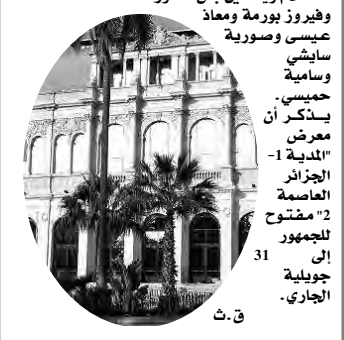 وفيروز بورمة ومعاذ
عيسى وصورية
سايشي
وسامية
حميسي.
يـذكـر أن
معرض
"المدية 1-
الجزائر
العاصمة
2" مفتوح
للجمهور
إلى 31
جويلية
الجاري.
ق.ث